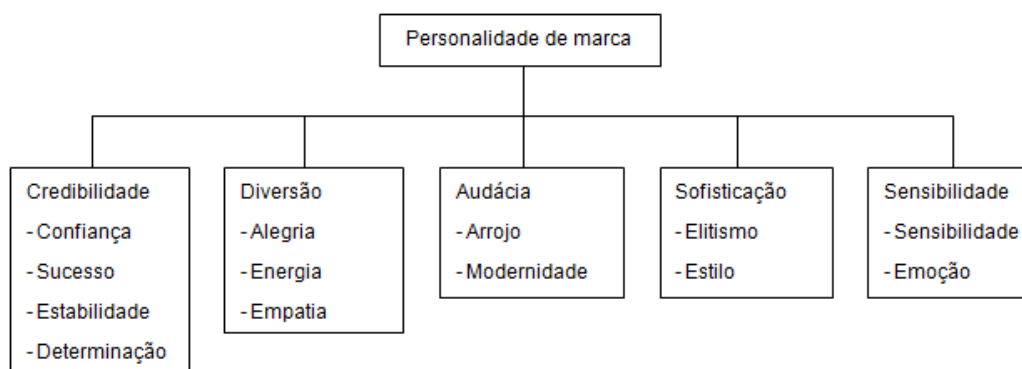 Personalidade de marca
Credibilidade
- Confiança
- Sucesso
- Estabilidade
- Determinação
Diversão
- Alegria
- Energia
- Empatia
Audácia
- Arrojo
- Modernidade
Sofisticação
- Elitismo
- Estilo
Sensibilidade
- Sensibilidade
- Emoção